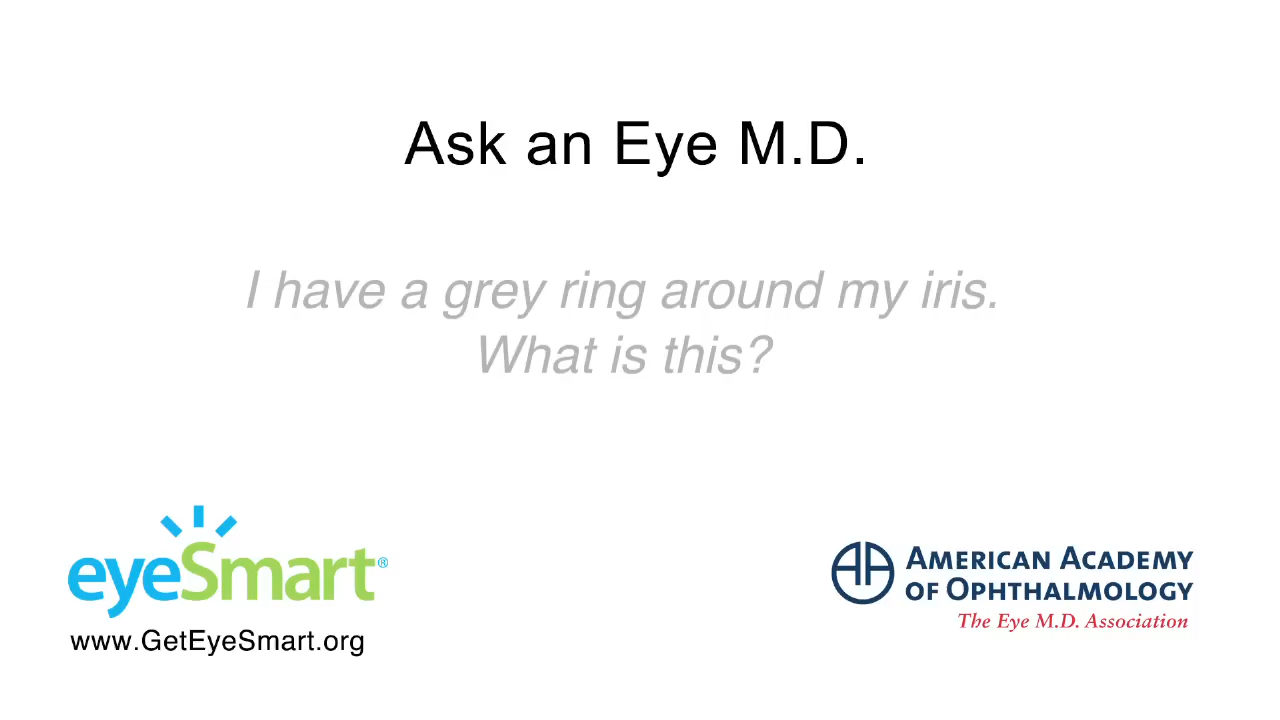 Ask an Eye M.D.
I have a grey ring around my iris.
What is this?
eyeSmart®
www.GetEyeSmart.org
AMERICAN ACADEMY
OF OPHTHALMOLOGY
The Eye M.D. Association